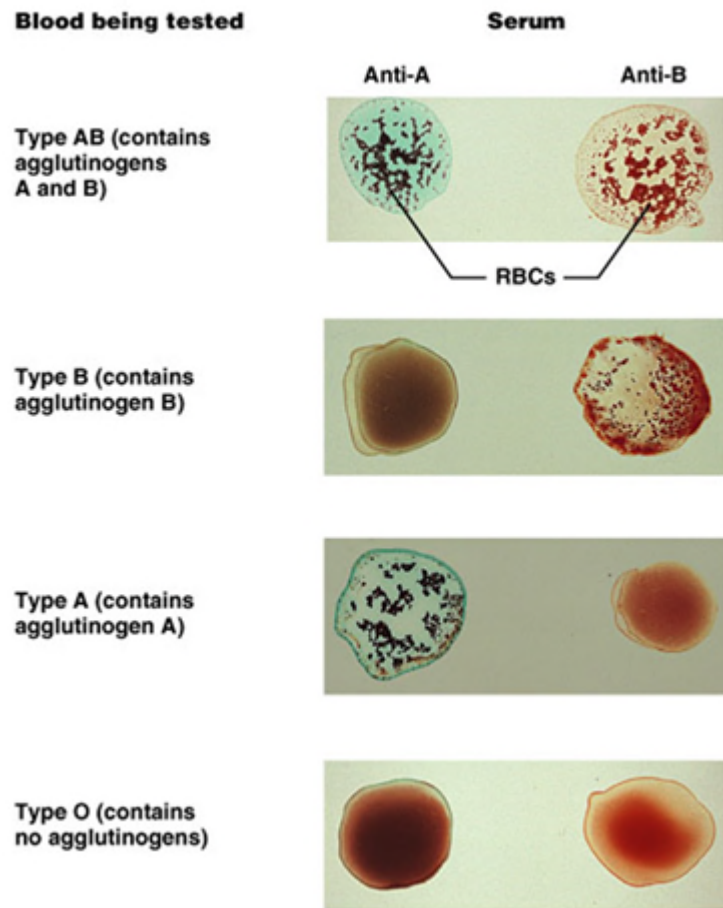 Blood being tested
Serum
Anti-A
Anti-B
Type AB (contains
agglutinogens
A and B)
RBCs
Type B (contains
agglutinogen B)
Type A (contains
agglutinogen A)
Type O (contains
no agglutinogens)